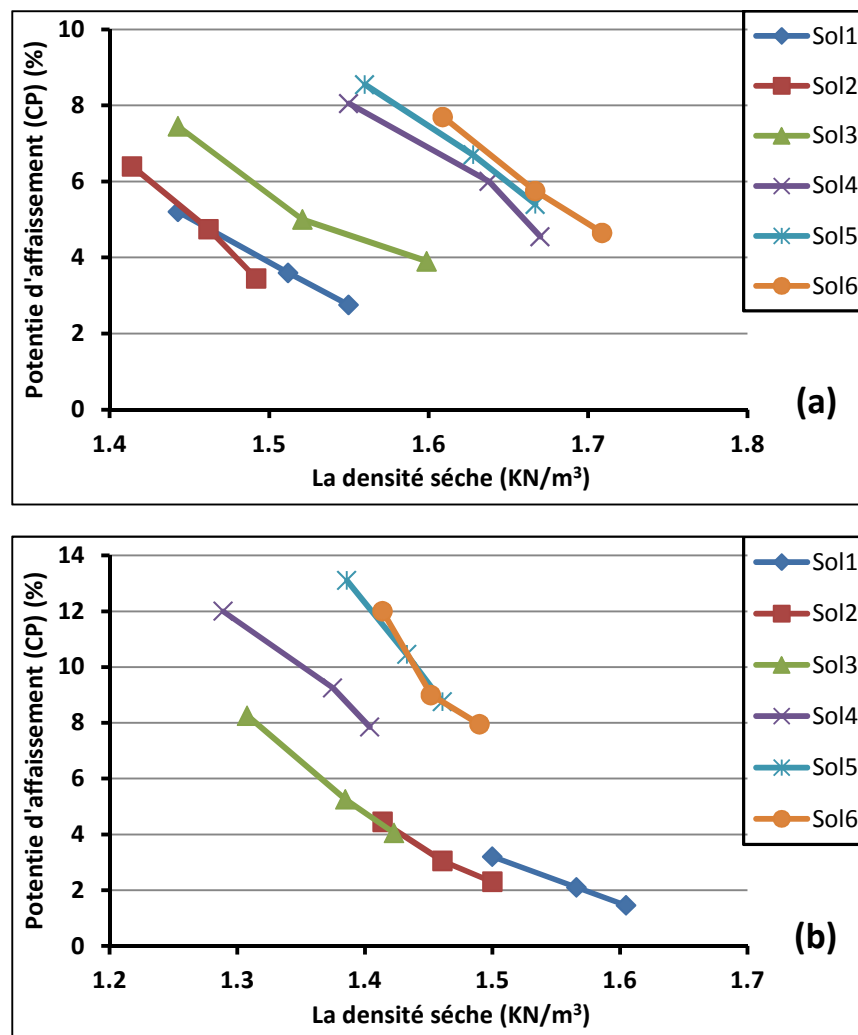 Potentie d'affaissement (CP) (%)
10
8
6
4
2
0
1.4 1.5 1.6 1.7 1.8
La densité séche (KN/m³)
Sol1
Sol2
Sol3
Sol4
Sol5
Sol6
(a)
Potentie d'affaissement (CP) (%)
14
12
10
8
6
4
2
0
1.2 1.3 1.4 1.5 1.6 1.7
La densité séche (KN/m³)
Sol1
Sol2
Sol3
Sol4
Sol5
Sol6
(b)